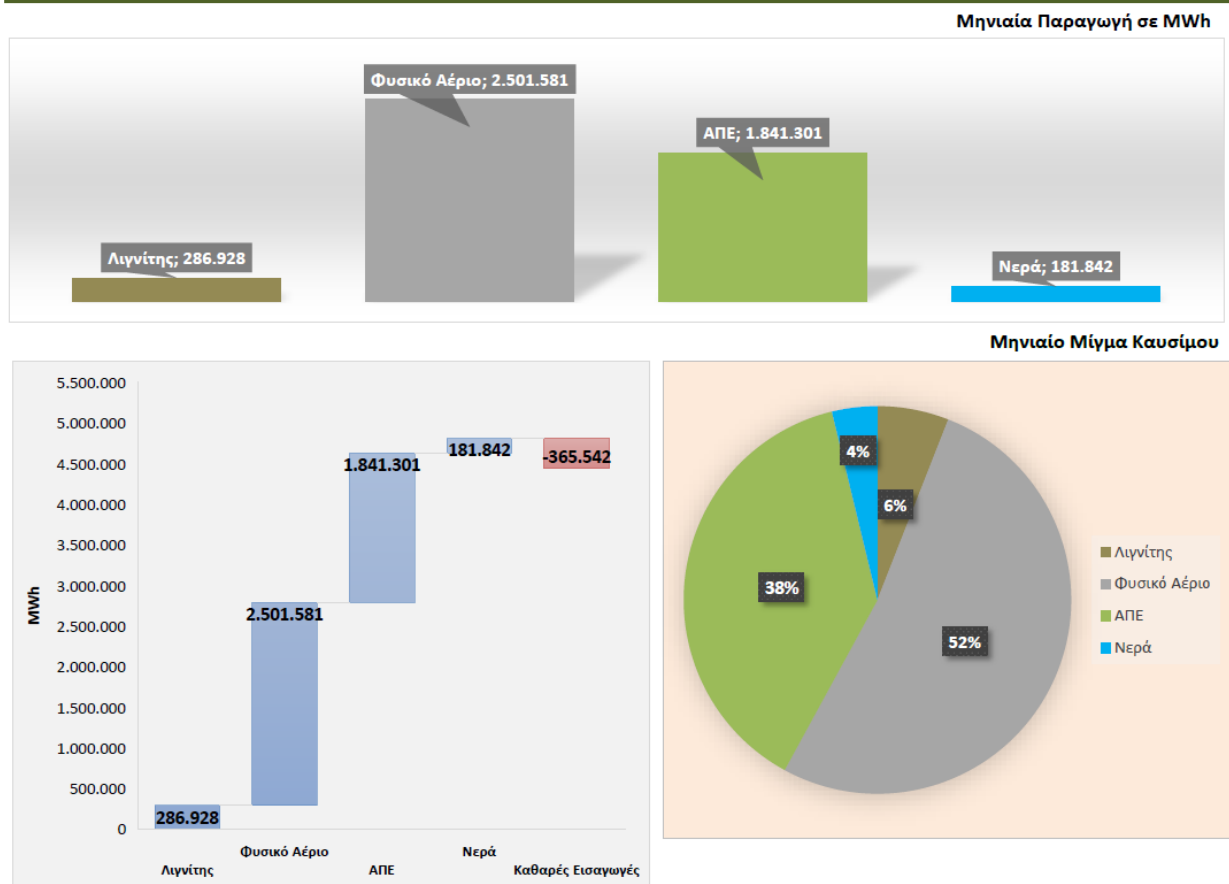 Μηνιαία Παραγωγή σε MWh
Φυσικό Αέριο; 2.501.581
ΑΠΕ; 1.841.301
Λιγνίτης; 286.928
Νερά; 181.842
Μηνιαίο Μίγμα Καυσίμου
5.500.000
5.000.000
4.500.000
4.000.000
3.500.000
3.000.000
2.500.000
2.000.000
1.500.000
1.000.000
500.000
0
MWh
286.928
2.501.581
1.841.301
181.842
-365.542
Λιγνίτης
Φυσικό Αέριο
ΑΠΕ
Νερά
Καθαρές Εισαγωγές
4%
6%
38%
52%
Λιγνίτης
Φυσικό Αέριο
ΑΠΕ
Νερά